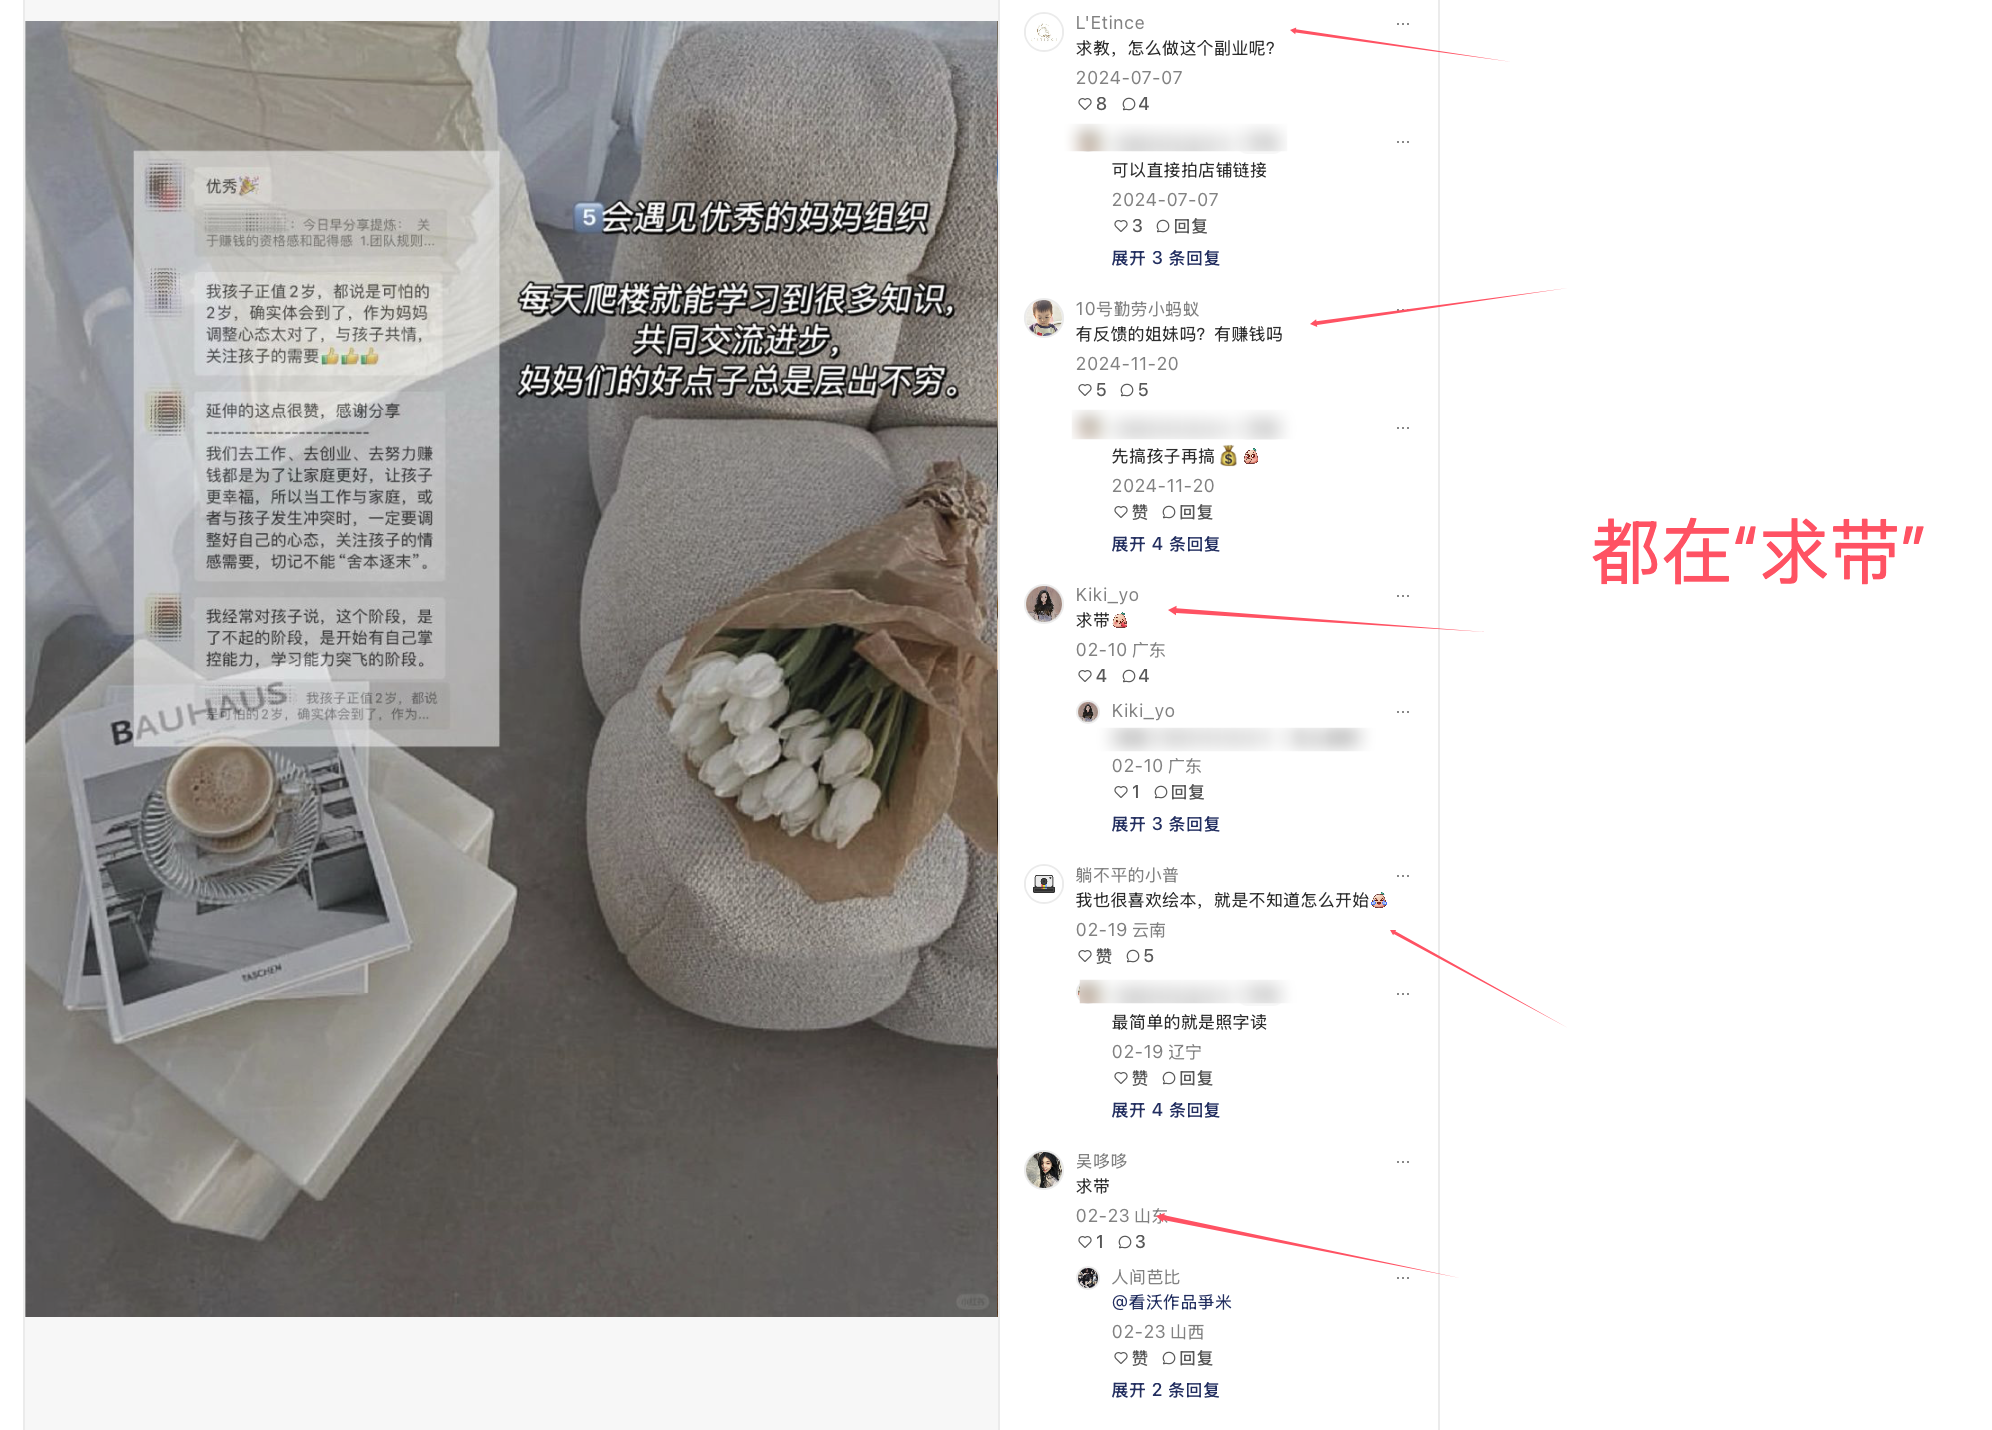 优秀🎉
：今日早分享提炼： 关
于赚钱的资格感和配得感 1.团队规则...
我孩子正值2岁，都说是可怕的
2岁，确实体会到了，作为妈妈
调整心态太对了，与孩子共情，
关注孩子的需要👍👍👍
延伸的这点很赞，感谢分享
-----------------------
我们去工作、去创业、去努力赚
钱都是为了让家庭更好，让孩子
更幸福，所以当工作与家庭，或
者与孩子发生冲突时，一定要调
整好自己的心态，关注孩子的情
感需要，切记不能“舍本逐末”。
我经常对孩子说，这个阶段，是
了不起的阶段，是开始有自己掌
控能力，学习能力突飞的阶段。
我孩子正值2岁，都说
是可怕的2岁，确实体会到了，作为...
BAUHAUS
TASCHEN
5️⃣会遇见优秀的妈妈组织
每天爬楼就能学习到很多知识，
共同交流进步，
妈妈们的好点子总是层出不穷。
L'Etince
...
求教，怎么做这个副业呢？
2024-07-07
8 4
...
可以直接拍店铺链接
2024-07-07
3 回复
展开 3 条回复
10号勤劳小蚂蚁
...
有反馈的姐妹吗？有赚钱吗
2024-11-20
5 5
...
先搞孩子再搞💰
2024-11-20
赞 回复
展开 4 条回复
Kiki_yo
...
求带
02-10 广东
4 4
Kiki_yo
...
02-10 广东
1 回复
展开 3 条回复
躺不平的小普
...
我也很喜欢绘本，就是不知道怎么开始
02-19 云南
赞 5
...
最简单的就是照字读
02-19 辽宁
赞 回复
展开 4 条回复
吴哆哆
...
求带
02-23 山东
1 3
人间芭比
...
@看沃作品爭米
02-23 山西
赞 回复
展开 2 条回复
都在“求带”